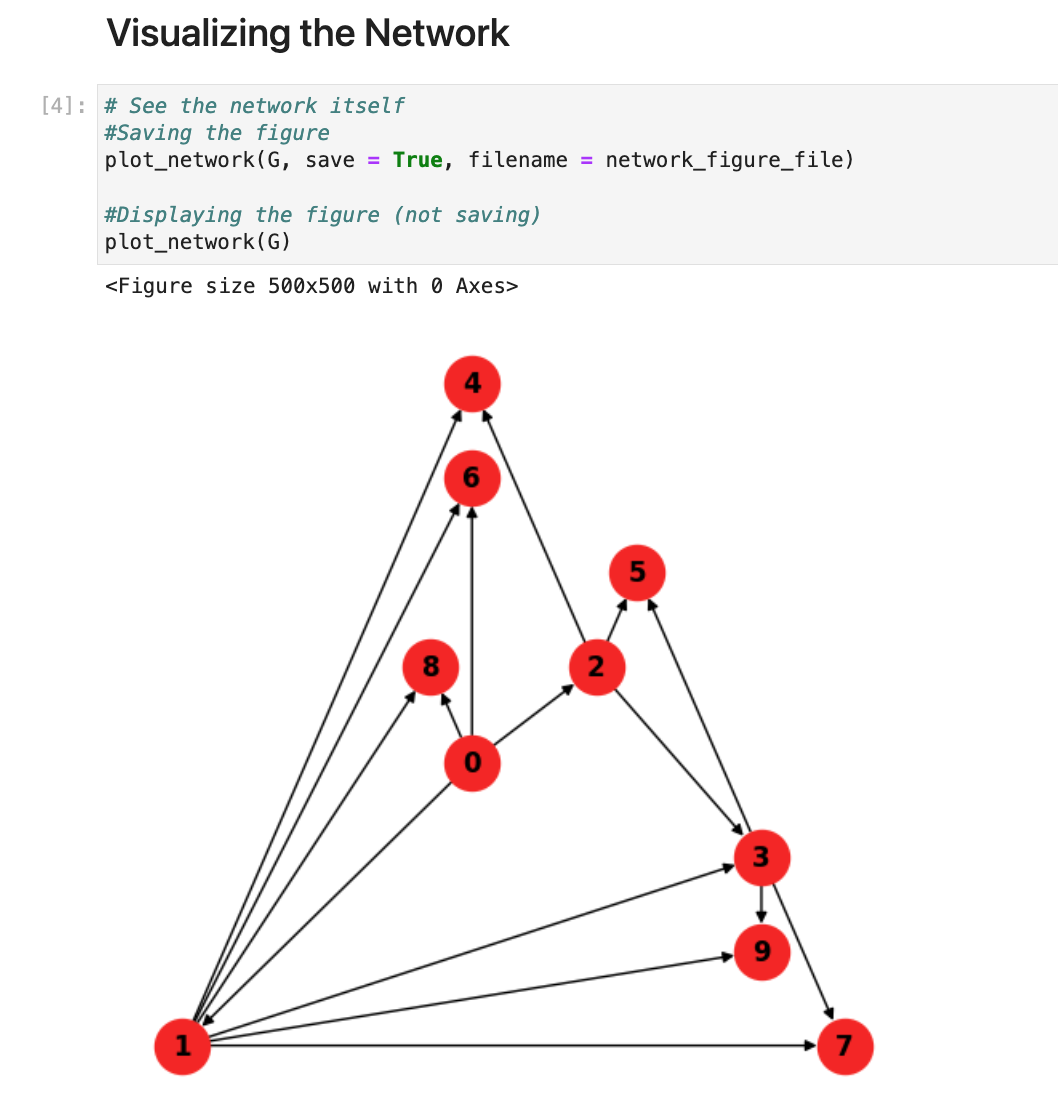 Visualizing the Network
[4]: # See the network itself
#Saving the figure
plot_network(G, save = True, filename = network_figure_file)
#Displaying the figure (not saving)
plot_network(G)
<Figure size 500x500 with 0 Axes>
4
6
5
8
2
0
3
9
1
7